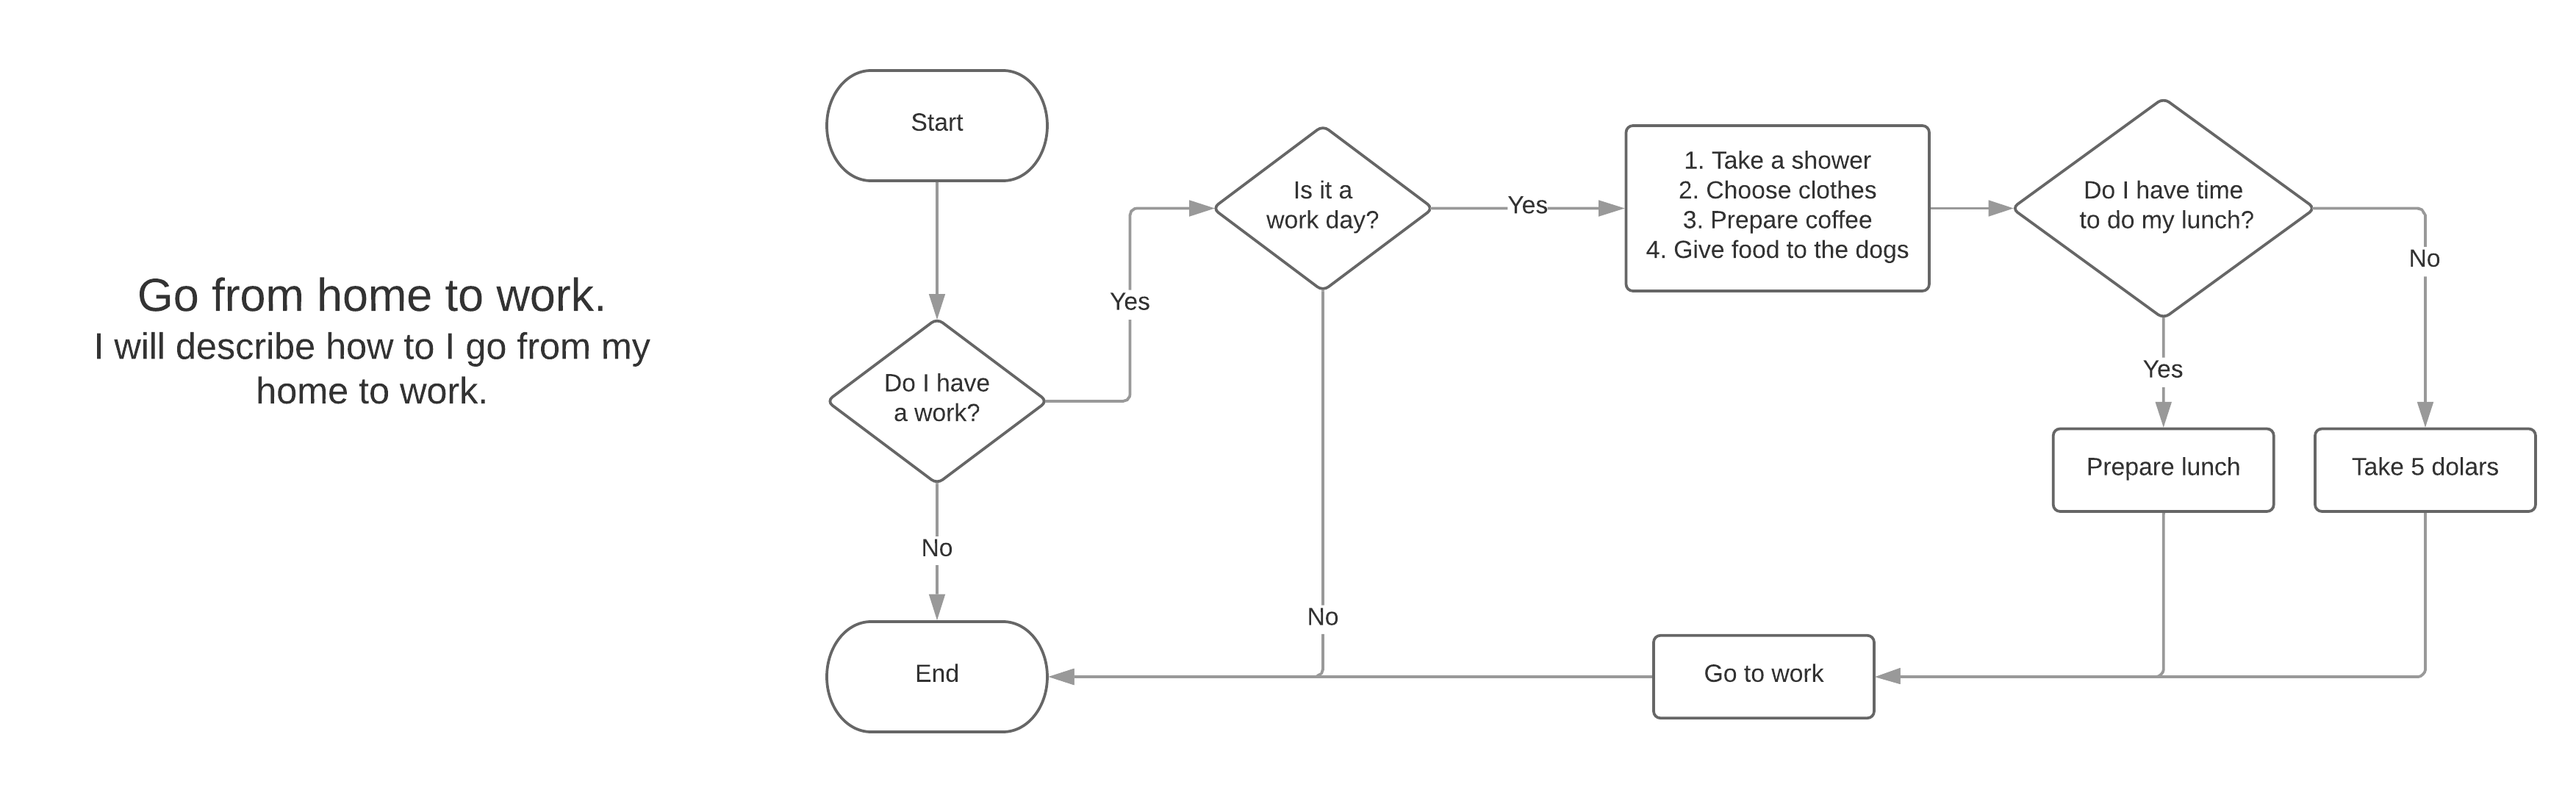 Go from home to work.
I will describe how to I go from my
home to work.
Start
Do I have
a work?
Yes
No
End
Is it a
work day?
Yes
No
1. Take a shower
2. Choose clothes
3. Prepare coffee
4. Give food to the dogs
Do I have time
to do my lunch?
Yes
No
Prepare lunch
Take 5 dolars
Go to work